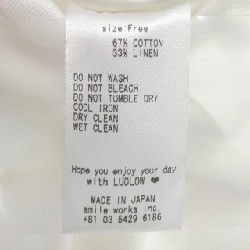 size Free
67% COTTON
33% LINEN
DO NOT WASH
DO NOT BLEACH
DO NOT TUMBLE DRY
COOL IRON
DRY CLEAN
WET CLEAN
Hope you enjoy your day
with LUDLOW ♥
MADE IN JAPAN
smile works inc.
+81 03 5429 6186